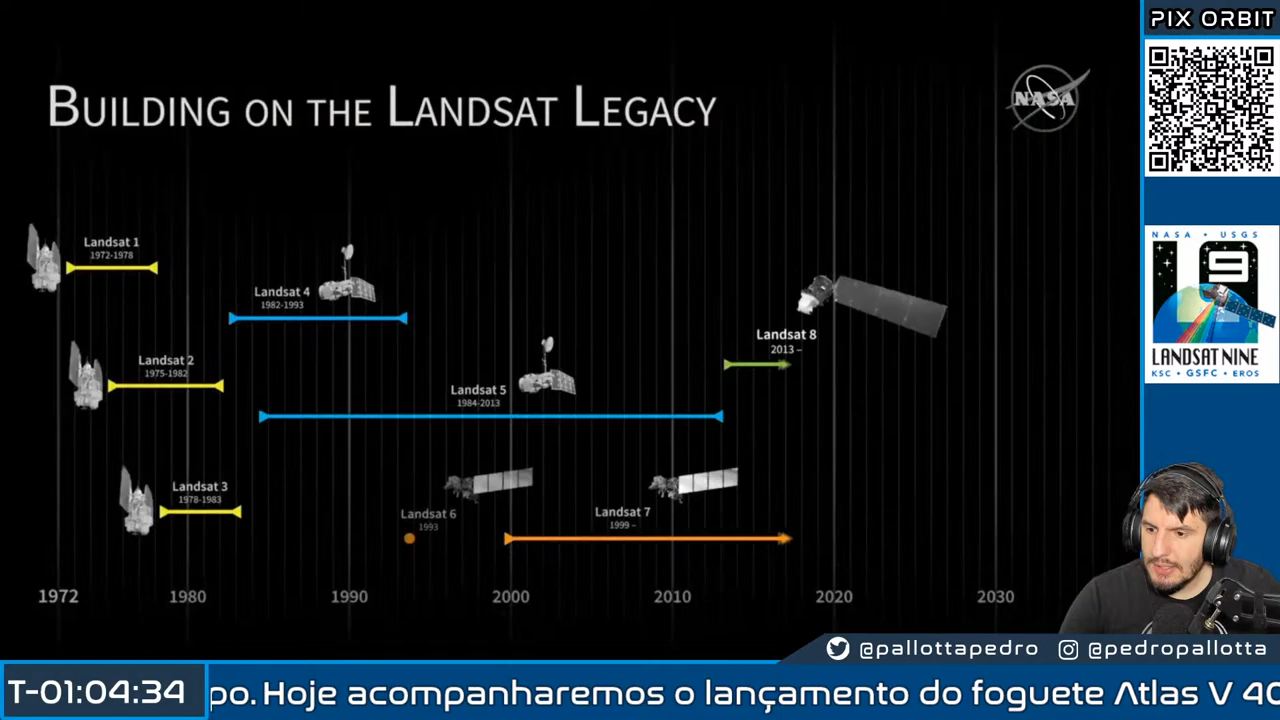 PIX ORBIT
BUILDING ON THE LANDSAT LEGACY
NASA
NASA • USGS
L9
LANDSAT NINE
KSC • GSFC • EROS
Landsat 1
1972-1978
Landsat 4
1982-1993
Landsat 8
2013 –
Landsat 2
1975-1982
Landsat 5
1984-2013
Landsat 3
1978-1983
Landsat 6
1993
Landsat 7
1999 –
1972 1980 1990 2000 2010 2020 2030
@pallottapedro @pedropallotta
T-01:04:34
po. Hoje acompanharemos o lançamento do foguete Atlas V 40